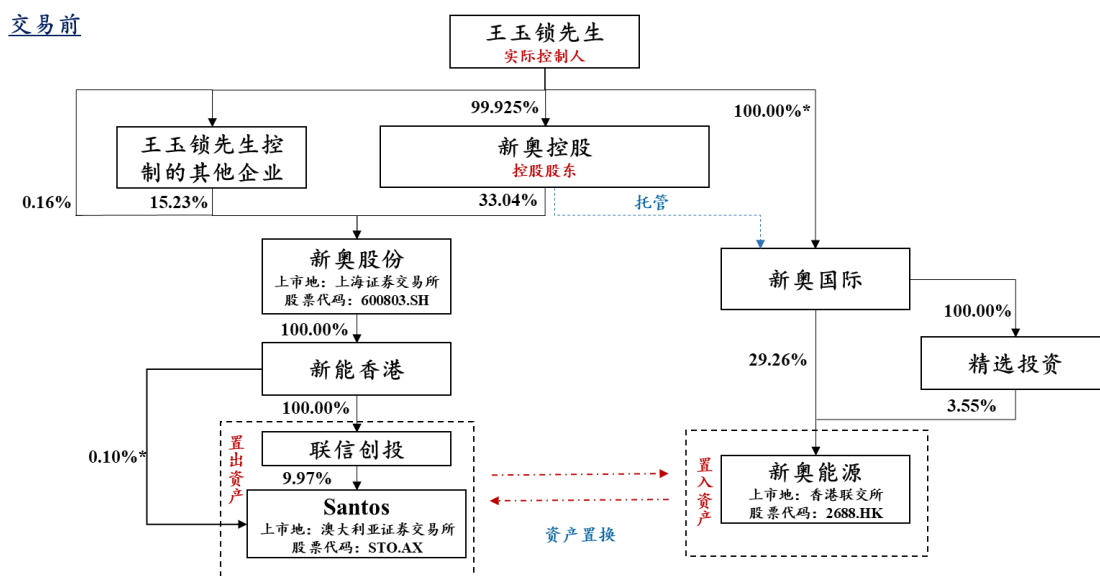 交易前
王玉锁先生
实际控制人
99.925%
100.00%*
王玉锁先生控
制的其他企业
新奥控股
控股股东
0.16%
15.23%
33.04%
托管
新奥股份
上市地：上海证券交易所
股票代码：600803.SH
新奥国际
100.00%
100.00%
新能香港
29.26%
精选投资
100.00%
3.55%
0.10%*
置出资产
联信创投
9.97%
Santos
上市地：澳大利亚证券交易所
股票代码：STO.AX
资产置换
置入资产
新奥能源
上市地：香港联交所
股票代码：2688.HK